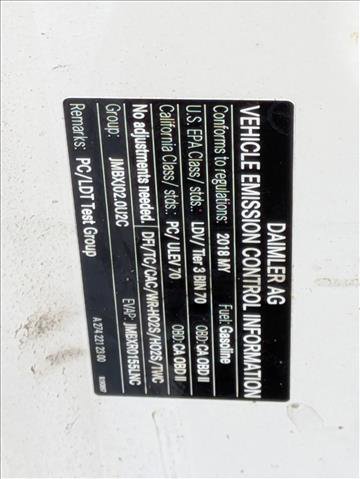 DAIMLER AG
VEHICLE EMISSION CONTROL INFORMATION
Conforms to regulations: 2018 MY Fuel: Gasoline
U.S. EPA Class/ stds.: LDV/ Tier 3 BIN 70 OBD: CA OBD II
California Class/ stds.: PC/ ULEV 70 OBD: CA OBD II
No adjustments needed. DFI/TC/CAC/WR-HO2S/HO2S/TWC
Group: JMBXJ02.0U2C EVAP: JMBXR0155LNC
Remarks: PC/LDT Test Group
A 274 221 23 00